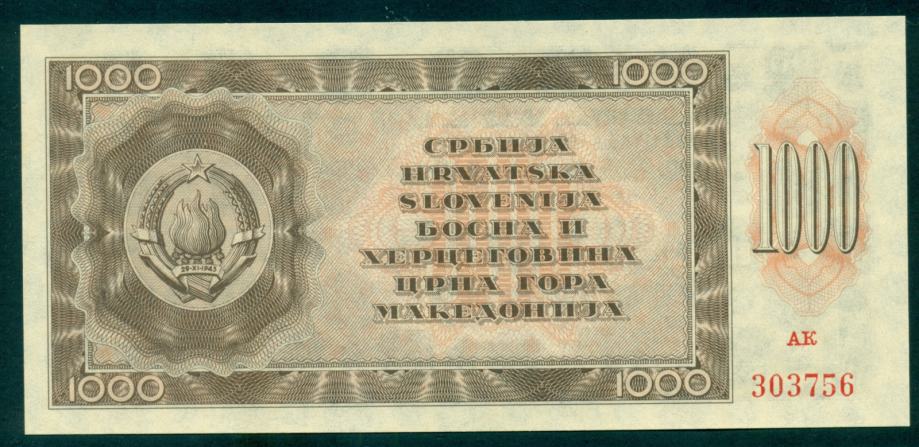 1000
1000
СРБИЈА
HRVATSKA
SLOVENIJA
БОСНА И
ХЕРЦЕГОВИНА
ЦРНА ГОРА
МАКЕДОНИЈА
29·XI·1943
1000
1000
1000
АК
303756